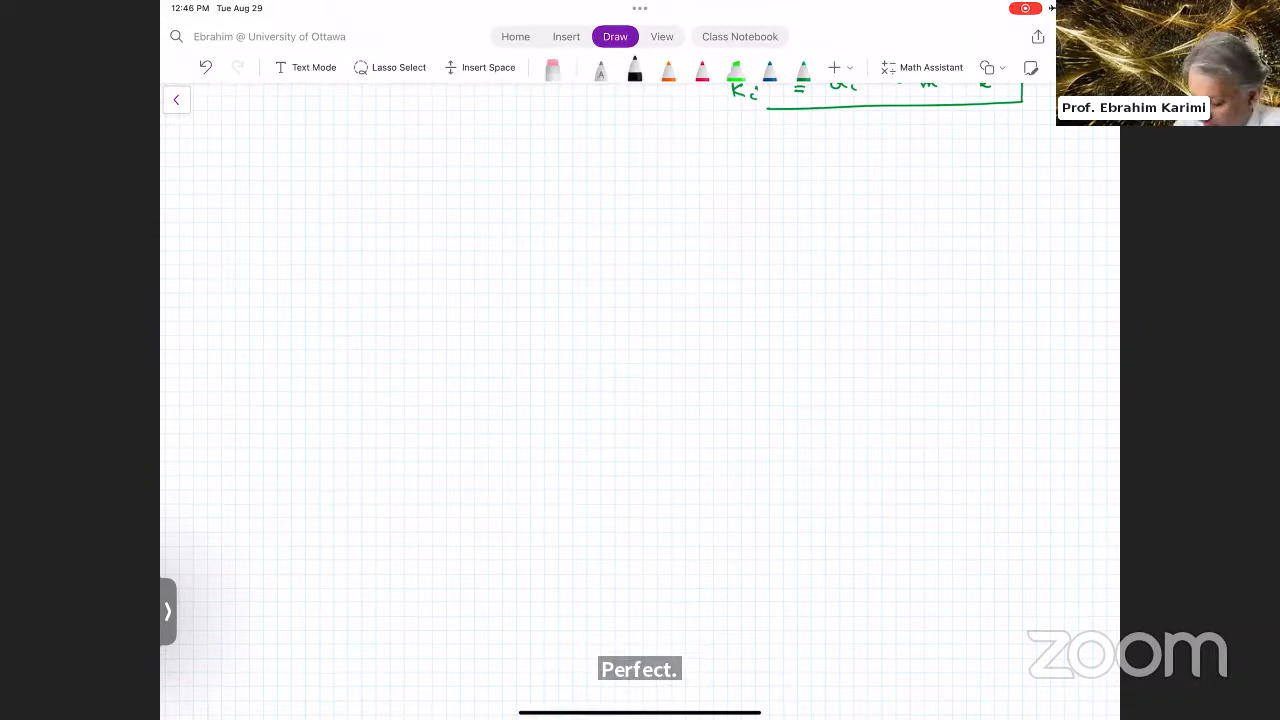 12:46 PM Tue Aug 29
Ebrahim @ University of Ottawa
Home Insert Draw View Class Notebook
Text Mode Lasso Select Insert Space Math Assistant
Prof. Ebrahim Karimi
Perfect.
zoom